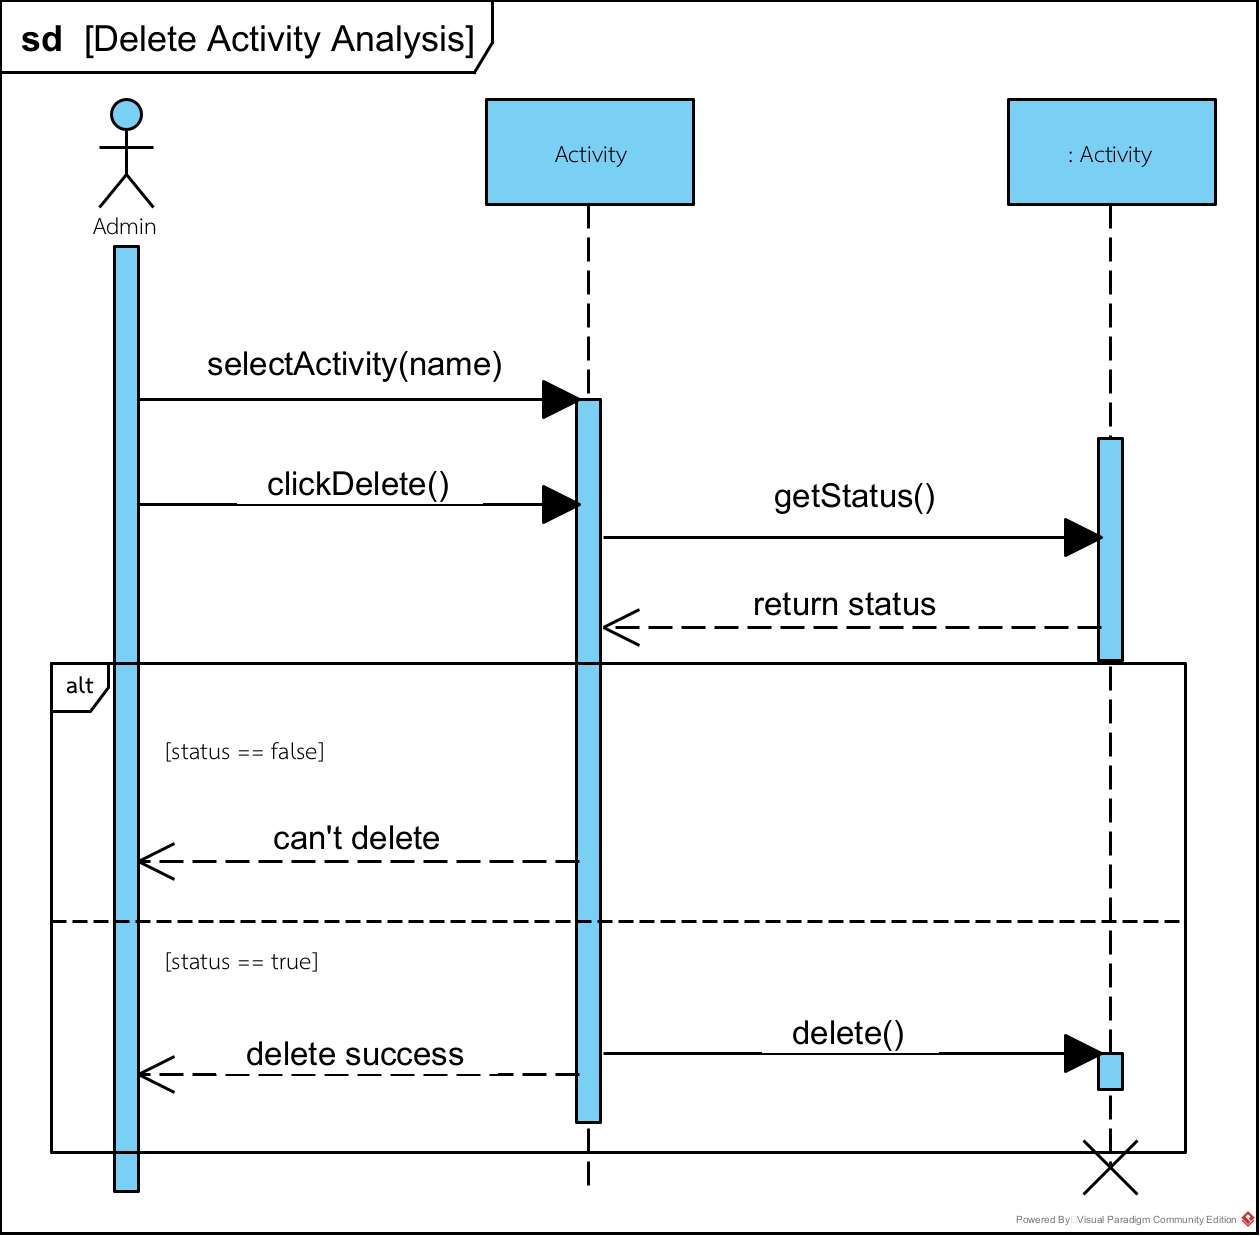 sd [Delete Activity Analysis]
Admin
Activity
: Activity
selectActivity(name)
clickDelete()
getStatus()
return status
alt
[status == false]
can't delete
[status == true]
delete()
delete success
Powered By Visual Paradigm Community Edition